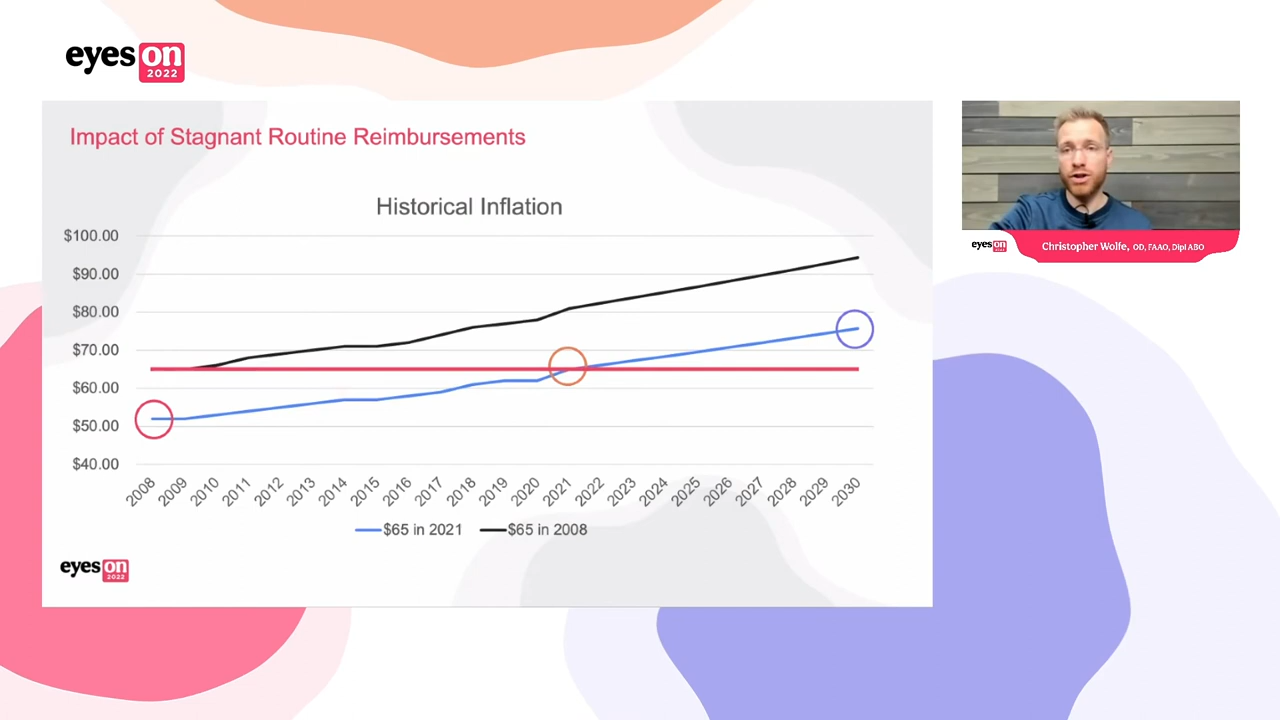 eyes on
2022
Impact of Stagnant Routine Reimbursements
Historical Inflation
$100.00
$90.00
$80.00
$70.00
$60.00
$50.00
$40.00
2008 2009 2010 2011 2012 2013 2014 2015 2016 2017 2018 2019 2020 2021 2022 2023 2024 2025 2026 2027 2028 2029 2030
$65 in 2021 $65 in 2008
eyes on
2022
eyes on
Christopher Wolfe, OD, FAAO, Dipl ABO